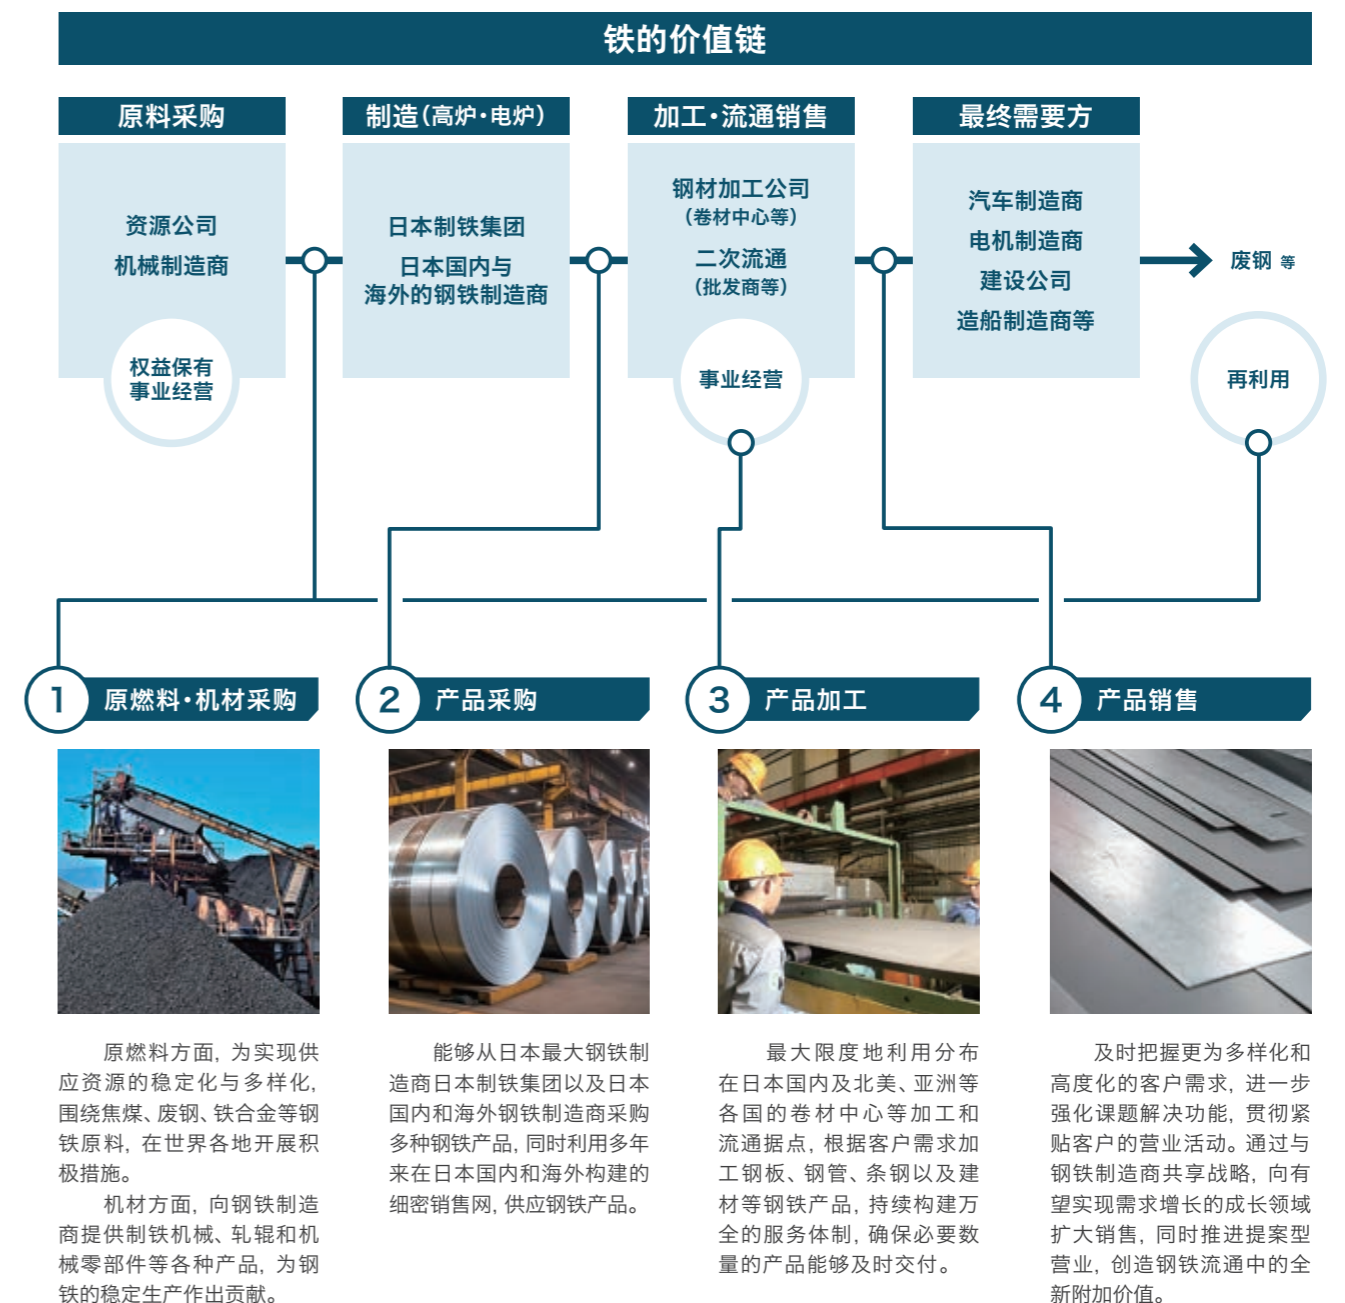 铁的价值链
原料采购
资源公司
机械制造商
权益保有
事业经营
制造(高炉·电炉)
日本制铁集团
日本国内与
海外的钢铁制造商
加工·流通销售
钢材加工公司
(卷材中心等)
二次流通
(批发商等)
事业经营
最终需要方
汽车制造商
电机制造商
建设公司
造船制造商等
废钢 等
再利用
1 原燃料·机材采购
原燃料方面, 为实现供
应资源的稳定化与多样化,
围绕焦煤、废钢、铁合金等钢
铁原料, 在世界各地开展积
极措施。
机材方面, 向钢铁制造
商提供制铁机械、轧辊和机
械零部件等各种产品, 为钢
铁的稳定生产作出贡献。
2 产品采购
能够从日本最大钢铁制
造商日本制铁集团以及日本
国内和海外钢铁制造商采购
多种钢铁产品, 同时利用多年
来在日本国内和海外构建的
细密销售网, 供应钢铁产品。
3 产品加工
最大限度地利用分布
在日本国内及北美、亚洲等
各国的卷材中心等加工和
流通据点, 根据客户需求加
工钢板、钢管、条钢以及建
材等钢铁产品, 持续构建万
全的服务体制, 确保必要数
量的产品能够及时交付。
4 产品销售
及时把握更为多样化和
高度化的客户需求, 进一步
强化课题解决功能, 贯彻紧
贴客户的营业活动。通过与
钢铁制造商共享战略, 向有
望实现需求增长的成长领域
扩大销售, 同时推进提案型
营业, 创造钢铁流通中的全
新附加价值。